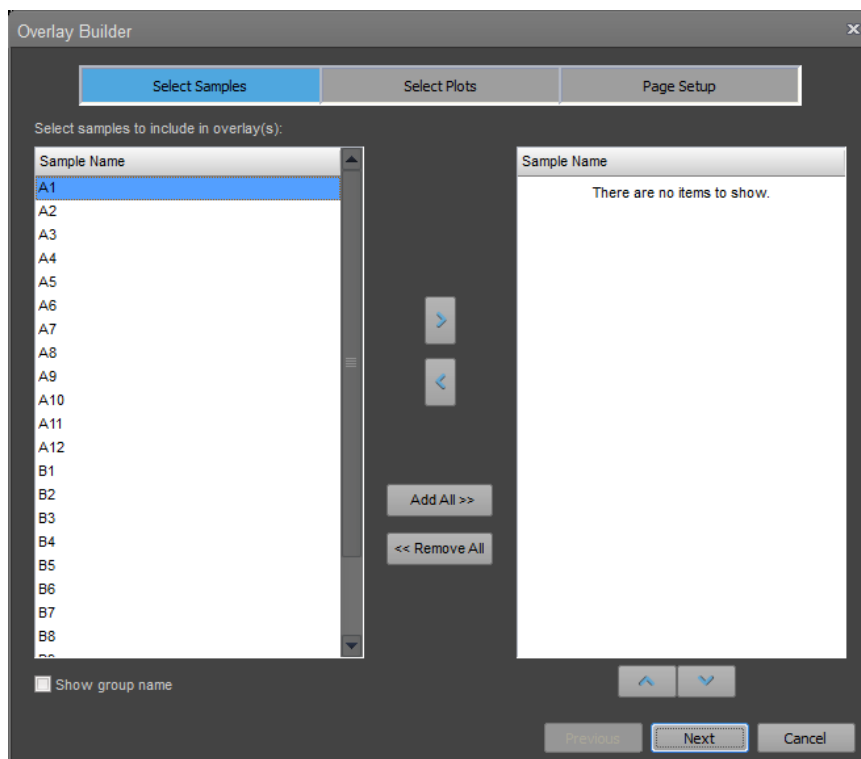 Overlay Builder
x
Select Samples Select Plots Page Setup
Select samples to include in overlay(s):
Sample Name
A1
A2
A3
A4
A5
A6
A7
A8
A9
A10
A11
A12
B1
B2
B3
B4
B5
B6
B7
B8
>
<
Add All >>
<< Remove All
Sample Name
There are no items to show.
Show group name
Previous Next Cancel